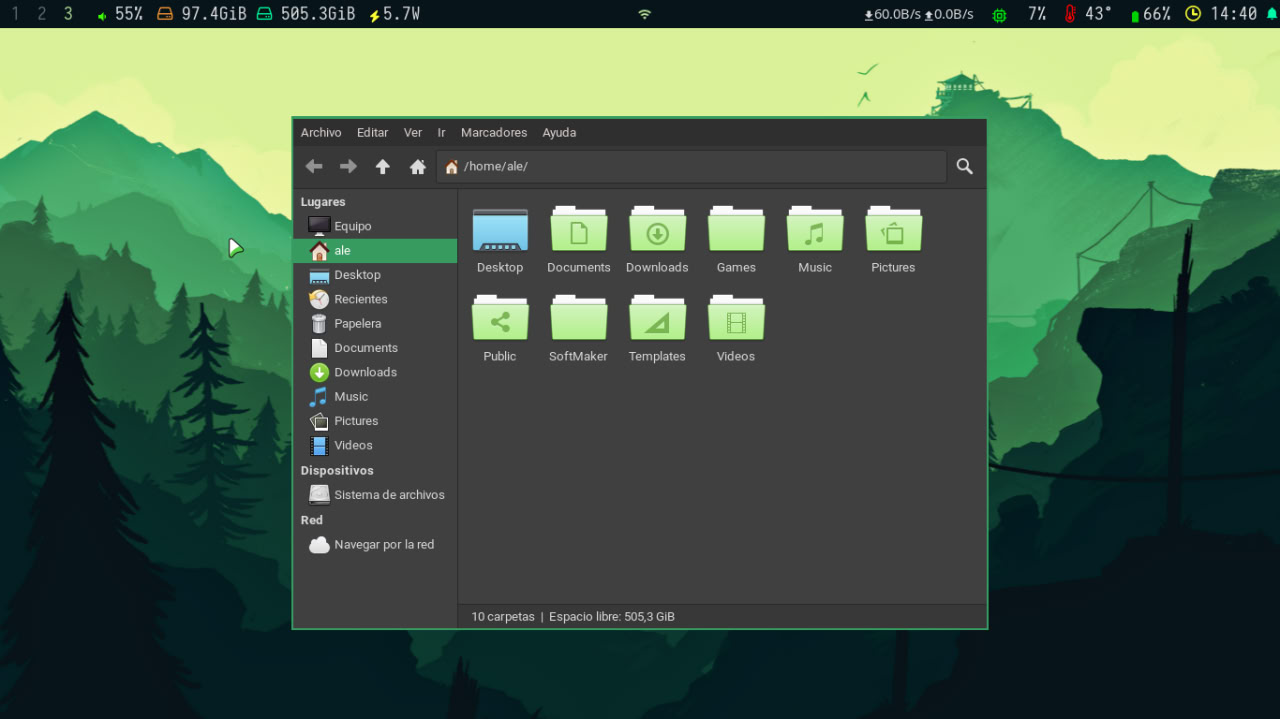 1 2 3 55% 97.4GiB 505.3GiB 5.7W 60.0B/s 0.0B/s 7% 43° 66% 14:40
Archivo Editar Ver Ir Marcadores Ayuda
/home/ale/
Lugares
Equipo
ale
Desktop
Recientes
Papelera
Documents
Downloads
Music
Pictures
Videos
Dispositivos
Sistema de archivos
Red
Navegar por la red
Desktop Documents Downloads Games Music Pictures
Public SoftMaker Templates Videos
10 carpetas | Espacio libre: 505,3 GiB